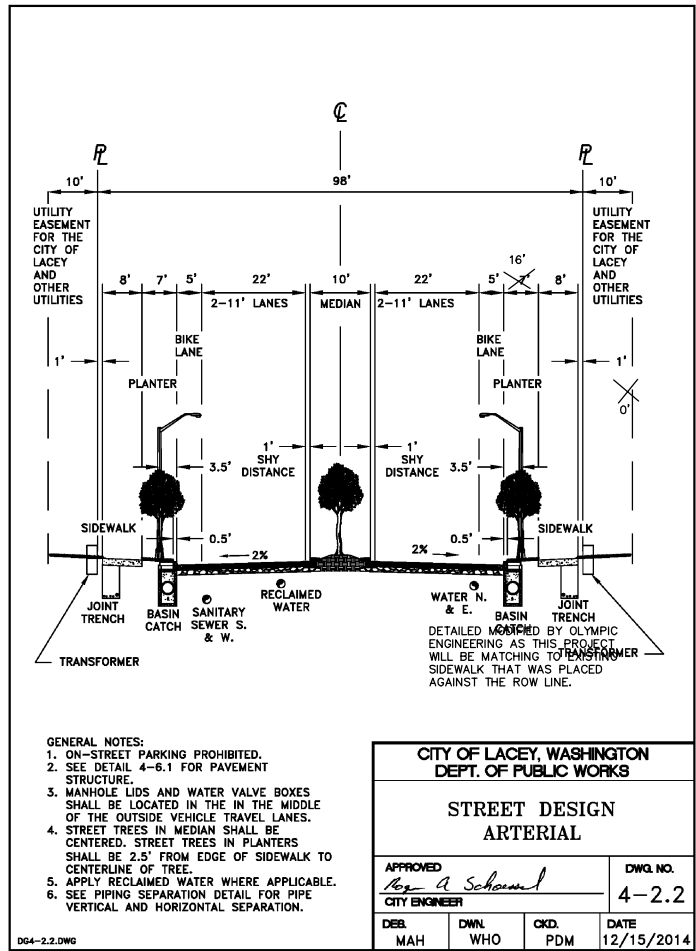 ℄
⅊ ⅊
10' 98' 10'
UTILITY
EASEMENT
FOR THE
CITY OF
LACEY
AND
OTHER
UTILITIES
UTILITY
EASEMENT
FOR THE
CITY OF
LACEY
AND
OTHER
UTILITIES
16'
8' 7' 5' 22' 10' 22' 5' 7' 8'
2-11' LANES MEDIAN 2-11' LANES
BIKE
LANE
BIKE
LANE
1' 1'
PLANTER PLANTER
0'
1'
SHY
DISTANCE
1'
SHY
DISTANCE
3.5' 3.5'
SIDEWALK SIDEWALK
0.5' 0.5'
2% 2%
JOINT
TRENCH
BASIN
CATCH
SANITARY
SEWER S.
& W.
RECLAIMED
WATER
WATER N.
& E.
BASIN
CATCH
JOINT
TRENCH
TRANSFORMER TRANSFORMER
DETAILED MODIFIED BY OLYMPIC
ENGINEERING AS THIS PROJECT
WILL BE MATCHING TO EXISTING
SIDEWALK THAT WAS PLACED
AGAINST THE ROW LINE.
GENERAL NOTES:
1. ON-STREET PARKING PROHIBITED.
2. SEE DETAIL 4-6.1 FOR PAVEMENT
STRUCTURE.
3. MANHOLE LIDS AND WATER VALVE BOXES
SHALL BE LOCATED IN THE IN THE MIDDLE
OF THE OUTSIDE VEHICLE TRAVEL LANES.
4. STREET TREES IN MEDIAN SHALL BE
CENTERED. STREET TREES IN PLANTERS
SHALL BE 2.5' FROM EDGE OF SIDEWALK TO
CENTERLINE OF TREE.
5. APPLY RECLAIMED WATER WHERE APPLICABLE.
6. SEE PIPING SEPARATION DETAIL FOR PIPE
VERTICAL AND HORIZONTAL SEPARATION.
DG4-2.2.DWG
CITY OF LACEY, WASHINGTON
DEPT. OF PUBLIC WORKS
STREET DESIGN
ARTERIAL
APPROVED
CITY ENGINEER
DWG. NO.
4-2.2
DES. DWN. CKD. DATE
MAH WHO PDM 12/15/2014